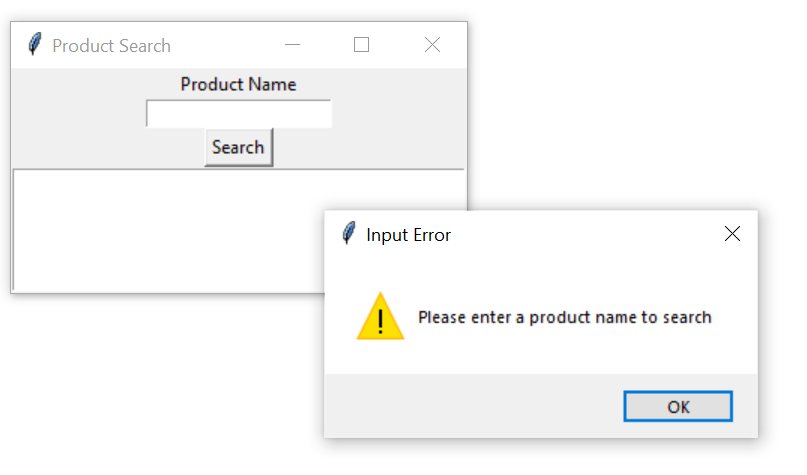 Product Search
Product Name
Search
Input Error
Please enter a product name to search
OK